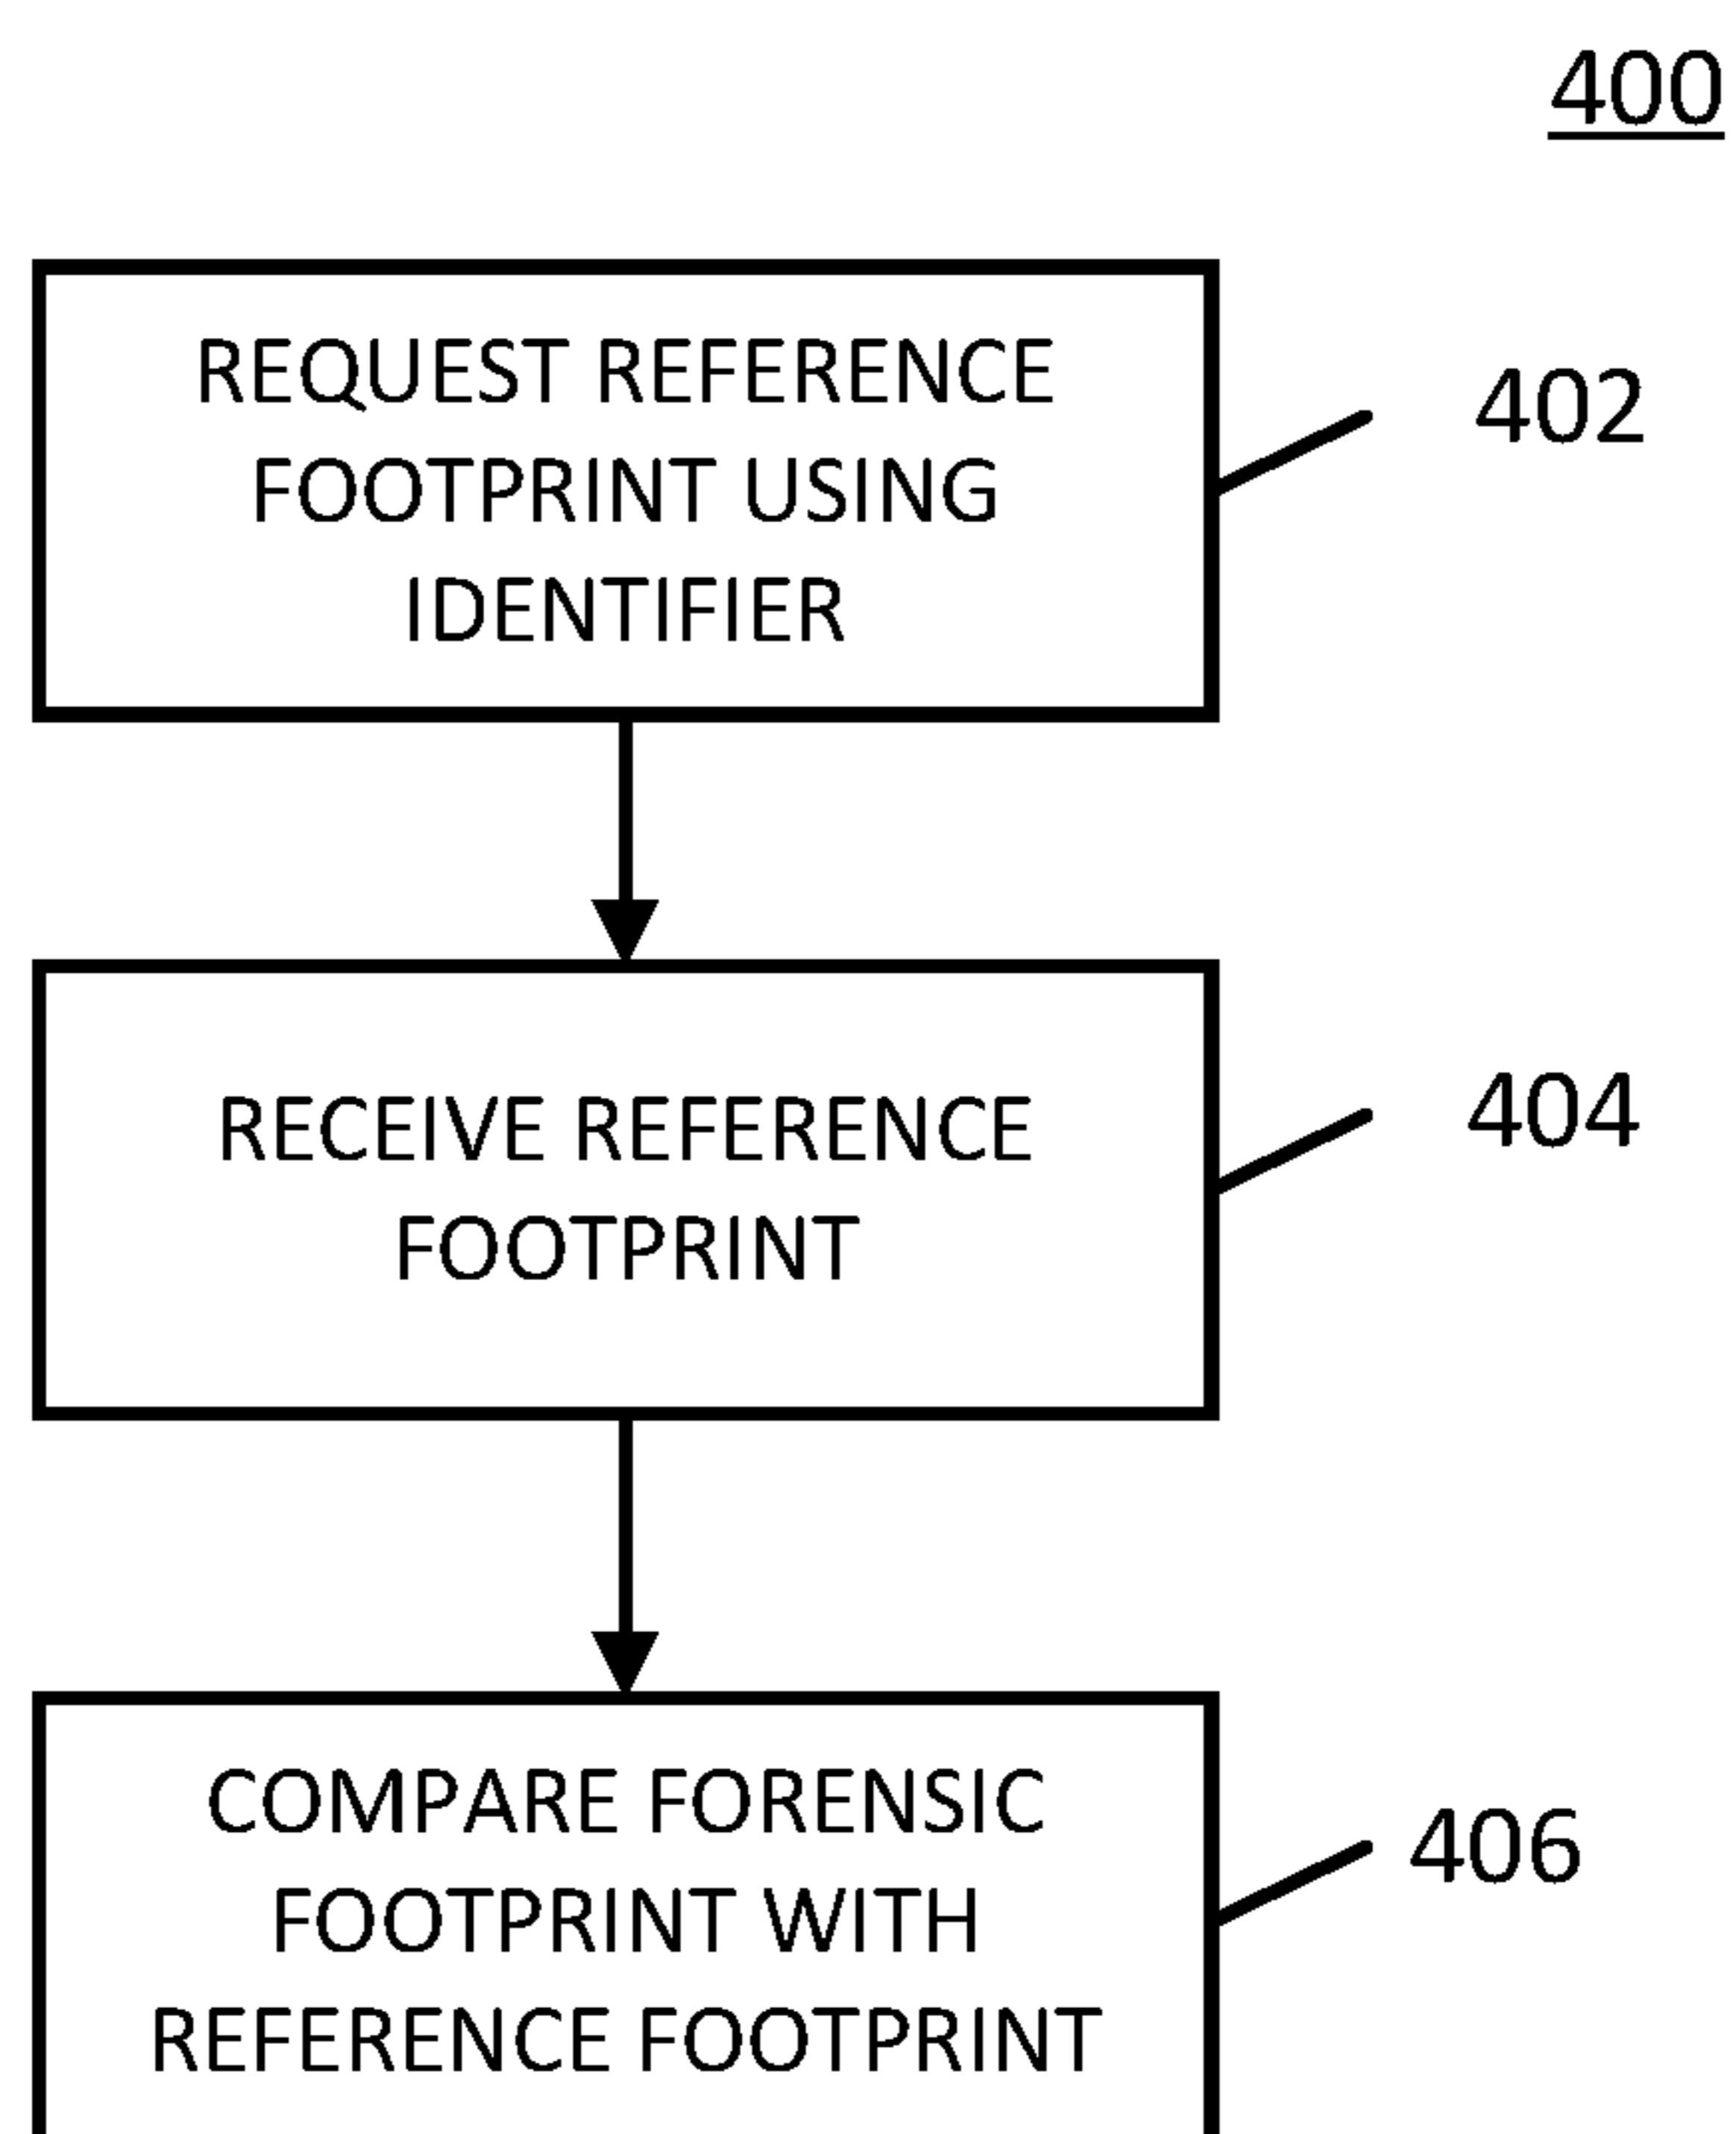 400
REQUEST REFERENCE
FOOTPRINT USING
IDENTIFIER
402
RECEIVE REFERENCE
FOOTPRINT
404
COMPARE FORENSIC
FOOTPRINT WITH
REFERENCE FOOTPRINT
406